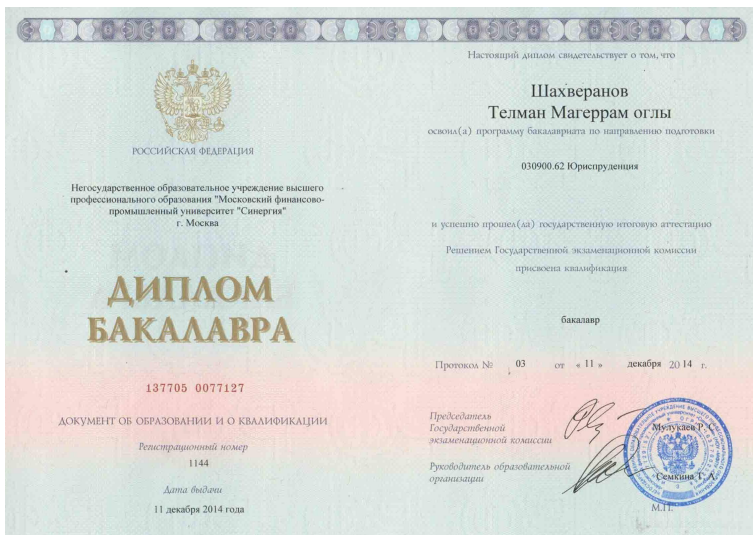 РОССИЙСКАЯ ФЕДЕРАЦИЯ
Негосударственное образовательное учреждение высшего
профессионального образования "Московский финансово-
промышленный университет "Синергия"
г. Москва
ДИПЛОМ
БАКАЛАВРА
137705 0077127
ДОКУМЕНТ ОБ ОБРАЗОВАНИИ И О КВАЛИФИКАЦИИ
Регистрационный номер
1144
Дата выдачи
11 декабря 2014 года
Настоящий диплом свидетельствует о том, что
Шахверанов
Телман Магеррам оглы
освоил(а) программу бакалавриата по направлению подготовки
030900.62 Юриспруденция
и успешно прошел(ла) государственную итоговую аттестацию
Решением Государственной экзаменационной комиссии
присвоена квалификация
бакалавр
Протокол № 03 от « 11 » декабря 20 14 г.
Председатель
Государственной
экзаменационной комиссии
Мулукаев Р. С.
Руководитель образовательной
организации
Семкина Т. А.
М.П.